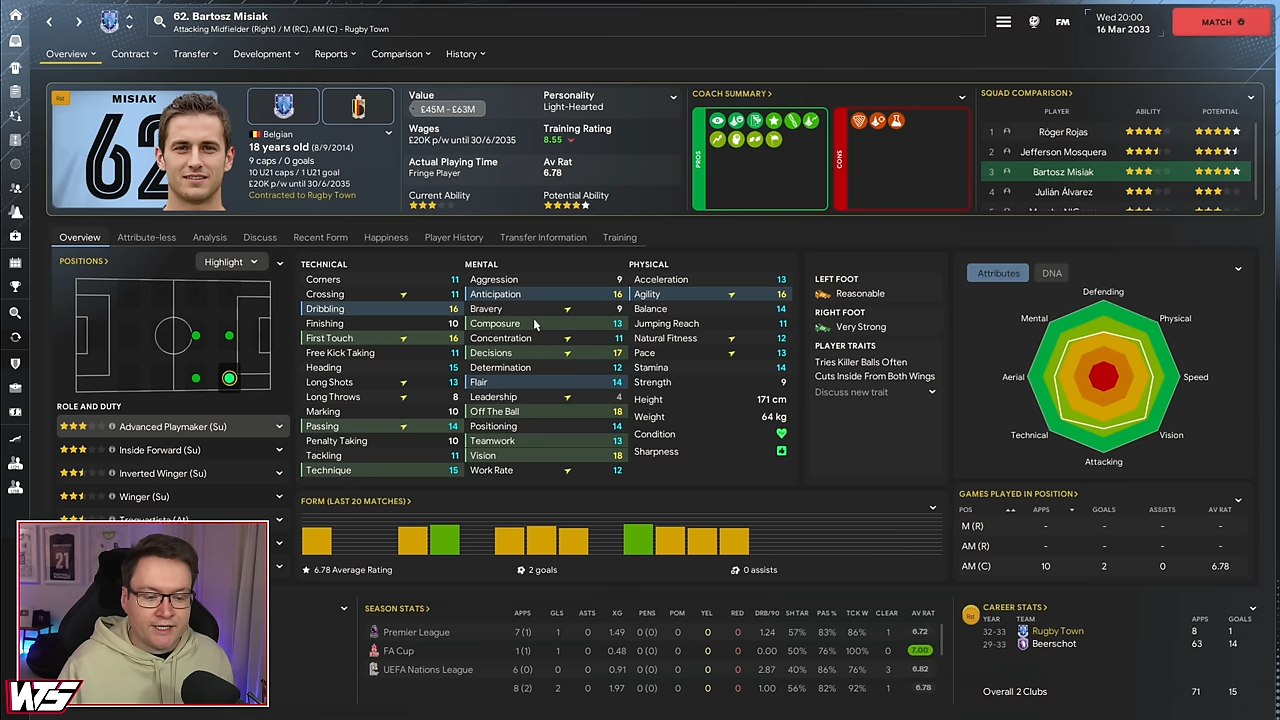 62. Bartosz Misiak
Attacking Midfielder (Right) / M (RC), AM (C) - Rugby Town
FM
Wed 20:00
16 Mar 2033
MATCH
Overview
Contract
Transfer
Development
Reports
Comparison
History
Rst
MISIAK
62
Belgian
18 years old (8/9/2014)
9 caps / 0 goals
10 U21 caps / 1 U21 goal
£20K p/w until 30/6/2035
Contracted to Rugby Town
Value
£45M - £63M
Wages
£20K p/w until 30/6/2035
Actual Playing Time
Fringe Player
Current Ability
Personality
Light-Hearted
Training Rating
8.55
Av Rat
6.78
Potential Ability
COACH SUMMARY >
PROS
CONS
SQUAD COMPARISON >
PLAYER ABILITY POTENTIAL
1 Róger Rojas
2 Jefferson Mosquera
3 Bartosz Misiak
4 Julián Álvarez
Overview Attribute-less Analysis Discuss Recent Form Happiness Player History Transfer Information Training
POSITIONS >
Highlight
ROLE AND DUTY
Advanced Playmaker (Su)
Inside Forward (Su)
Inverted Winger (Su)
Winger (Su)
Trequartista (At)
TECHNICAL
Corners 11
Crossing 11
Dribbling 16
Finishing 10
First Touch 16
Free Kick Taking 11
Heading 15
Long Shots 13
Long Throws 8
Marking 10
Passing 14
Penalty Taking 10
Tackling 11
Technique 15
MENTAL
Aggression 9
Anticipation 16
Bravery 9
Composure 13
Concentration 11
Decisions 17
Determination 12
Flair 14
Leadership 4
Off The Ball 18
Positioning 14
Teamwork 13
Vision 18
Work Rate 12
PHYSICAL
Acceleration 13
Agility 16
Balance 14
Jumping Reach 11
Natural Fitness 12
Pace 13
Stamina 14
Strength 9
Height 171 cm
Weight 64 kg
Condition
Sharpness
LEFT FOOT
Reasonable
RIGHT FOOT
Very Strong
PLAYER TRAITS
Tries Killer Balls Often
Cuts Inside From Both Wings
Discuss new trait
Attributes DNA
Defending
Physical
Speed
Vision
Attacking
Technical
Aerial
Mental
FORM (LAST 20 MATCHES) >
6.78 Average Rating
2 goals
0 assists
GAMES PLAYED IN POSITION >
POS APPS GOALS ASSISTS AV RAT
M (R) - - - -
AM (R) - - - -
AM (C) 10 2 0 6.78
SEASON STATS > APPS GLS ASTS XG PENS POM YEL RED DRB/90 SH TAR PAS % TCK W CLEAR AV RAT
Premier League 7 (1) 1 0 1.49 0 (0) 0 0 0 1.24 57% 83% 86% 1 6.72
FA Cup 1 (1) 1 0 0.48 0 (0) 0 0 0 0.00 50% 76% 100% 0 7.00
UEFA Nations League 6 (0) 0 0 0.91 0 (0) 0 0 0 2.87 40% 86% 76% 3 6.82
8 (2) 2 0 1.97 0 (0) 0 0 0 1.00 56% 82% 92% 1 6.78
Rst
CAREER STATS >
YEAR TEAM APPS GOALS
32-33 Rugby Town 8 1
29-33 Beerschot 63 14
Overall 2 Clubs 71 15
21
WTS